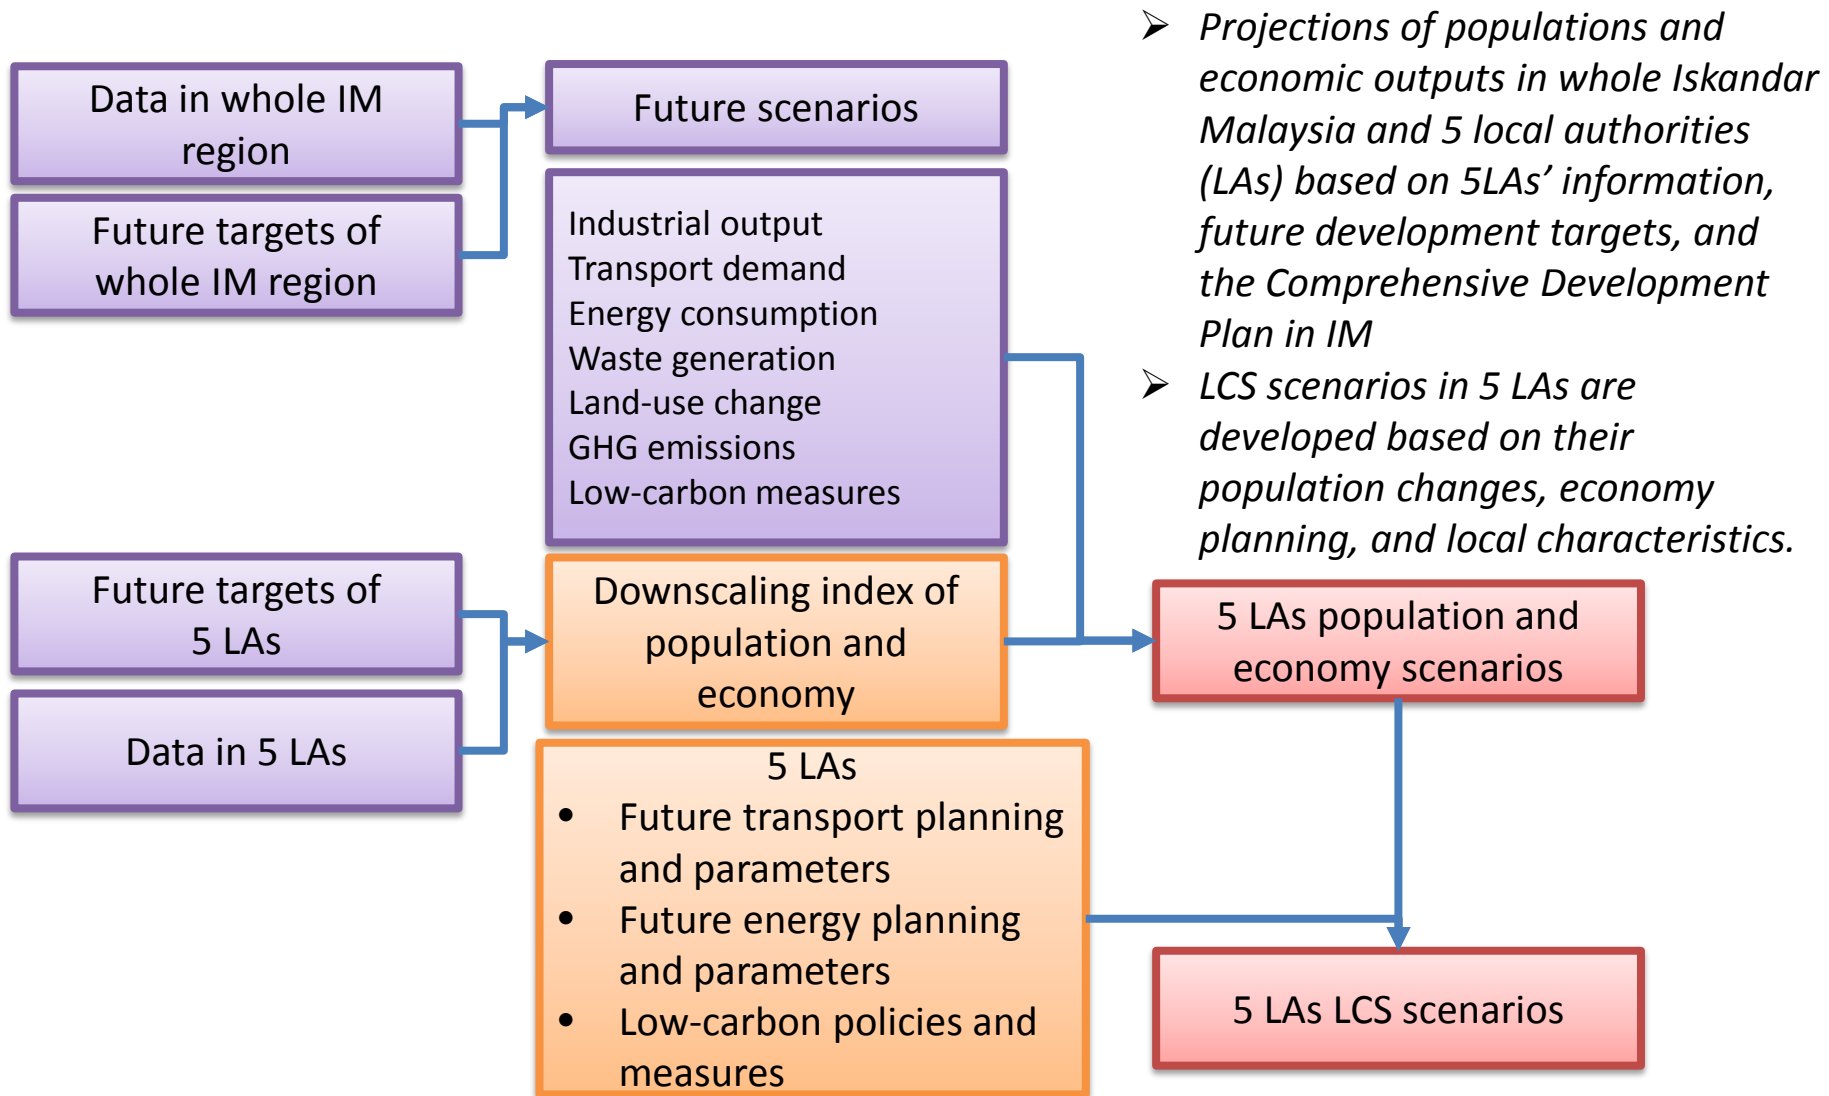 Data in whole IM
region
Future targets of
whole IM region
Future scenarios
Industrial output
Transport demand
Energy consumption
Waste generation
Land-use change
GHG emissions
Low-carbon measures
➢ Projections of populations and
economic outputs in whole Iskandar
Malaysia and 5 local authorities
(LAs) based on 5LAs’ information,
future development targets, and
the Comprehensive Development
Plan in IM
➢ LCS scenarios in 5 LAs are
developed based on their
population changes, economy
planning, and local characteristics.
Future targets of
5 LAs
Data in 5 LAs
Downscaling index of
population and
economy
5 LAs population and
economy scenarios
5 LAs
• Future transport planning
and parameters
• Future energy planning
and parameters
• Low-carbon policies and
measures
5 LAs LCS scenarios